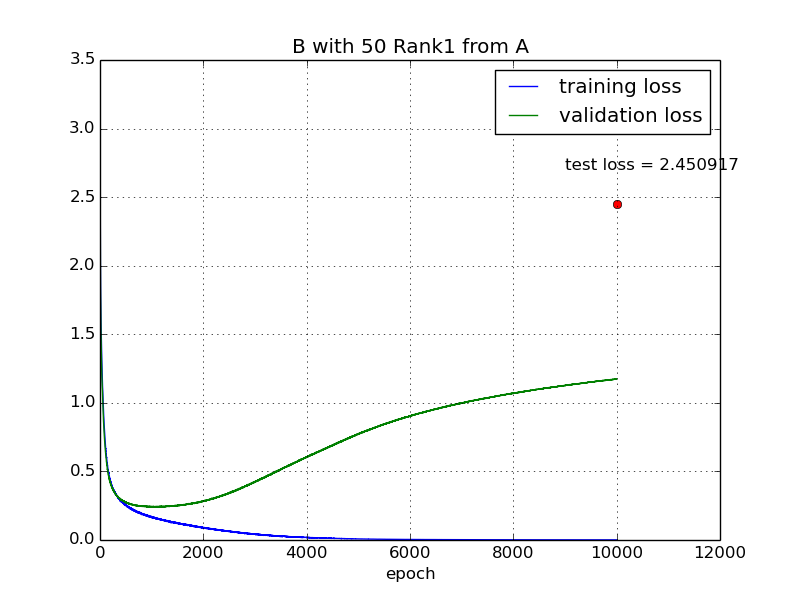 B with 50 Rank1 from A
3.5
3.0
2.5
2.0
1.5
1.0
0.5
0.0
training loss
validation loss
test loss = 2.450917
0 2000 4000 6000 8000 10000 12000
epoch